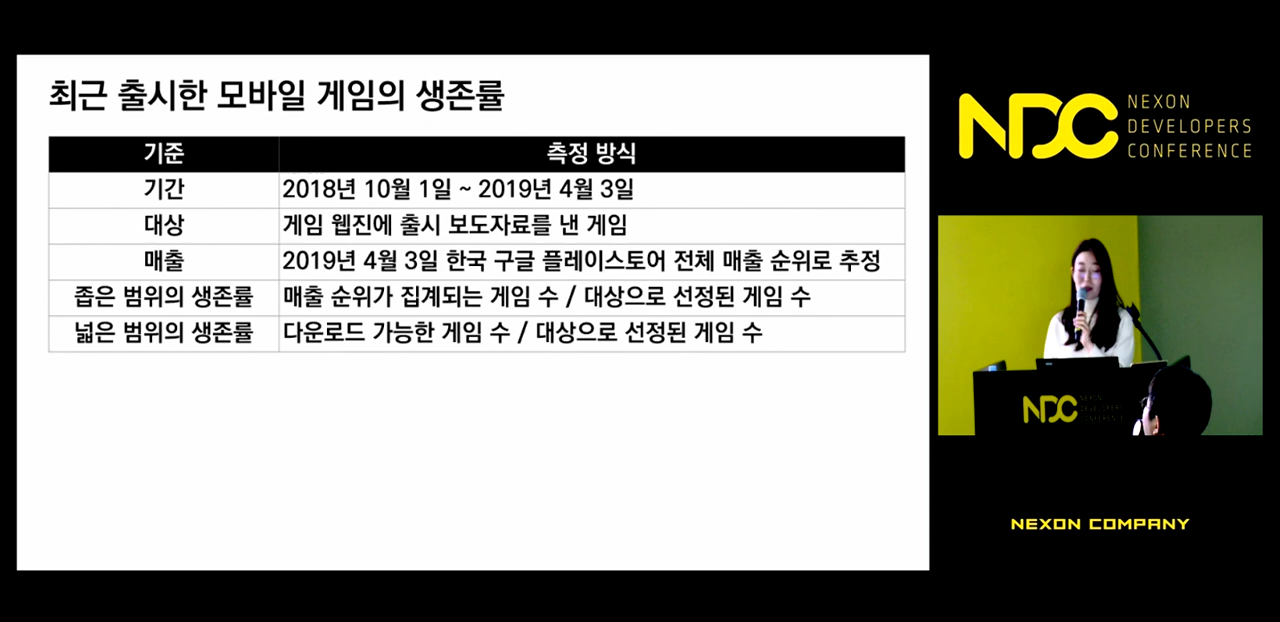 최근 출시한 모바일 게임의 생존률
기준 측정 방식
기간 2018년 10월 1일 ~ 2019년 4월 3일
대상 게임 웹진에 출시 보도자료를 낸 게임
매출 2019년 4월 3일 한국 구글 플레이스토어 전체 매출 순위로 추정
좁은 범위의 생존률 매출 순위가 집계되는 게임 수 / 대상으로 선정된 게임 수
넓은 범위의 생존률 다운로드 가능한 게임 수 / 대상으로 선정된 게임 수
NDC NEXON
DEVELOPERS
CONFERENCE
NDC NEXON
DEVELOPERS
CONFERENCE
NEXON COMPANY